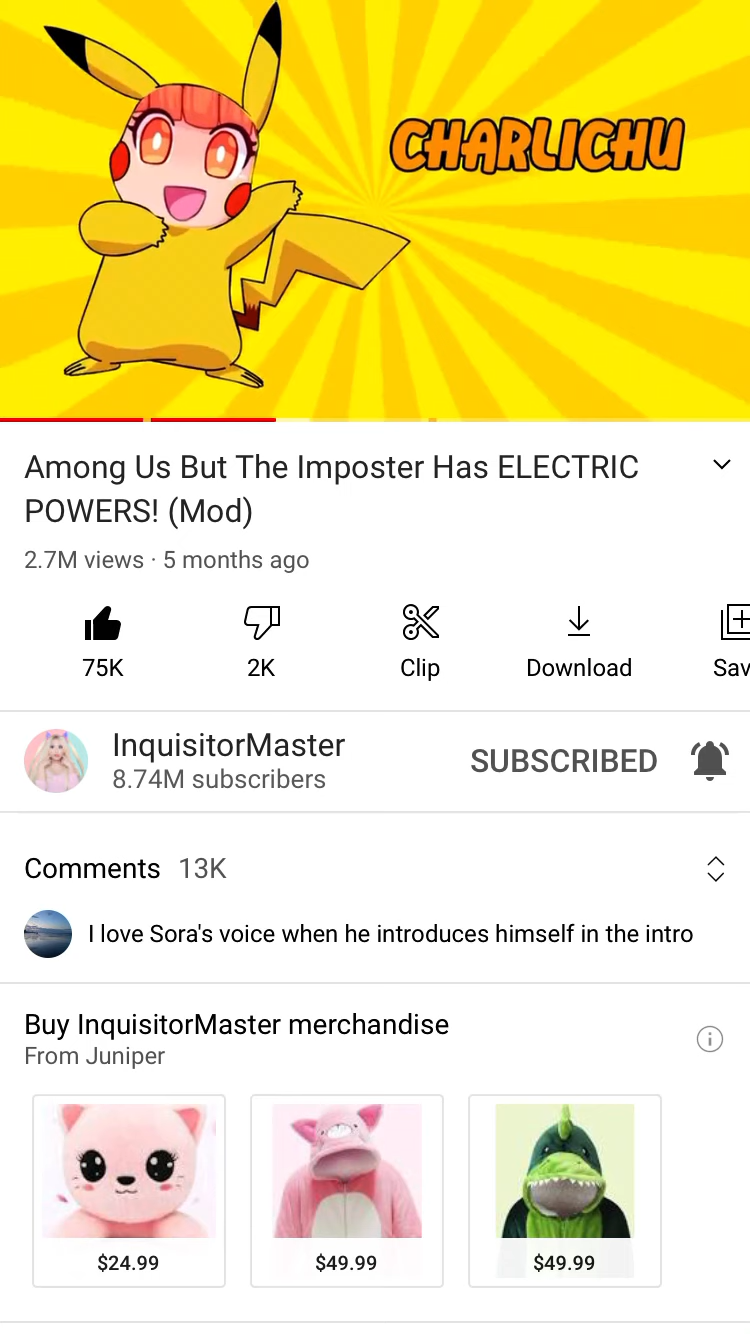 CHARLICHU
Among Us But The Imposter Has ELECTRIC
POWERS! (Mod)
2.7M views · 5 months ago
75K
2K
Clip
Download
Sav
InquisitorMaster
8.74M subscribers
SUBSCRIBED
Comments 13K
I love Sora's voice when he introduces himself in the intro
Buy InquisitorMaster merchandise
From Juniper
$24.99
$49.99
$49.99